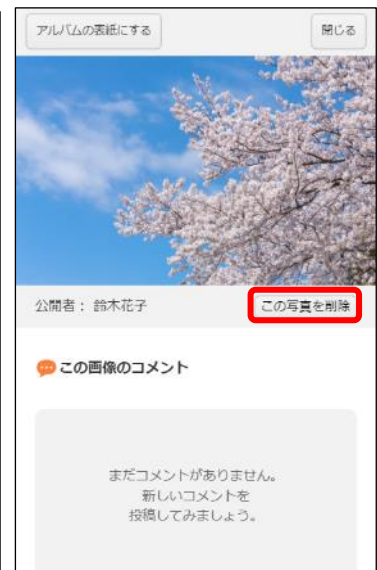 アルバムの表紙にする
閉じる
公開者： 鈴木花子
この写真を削除
この画像のコメント
まだコメントがありません。
新しいコメントを
投稿してみましょう。